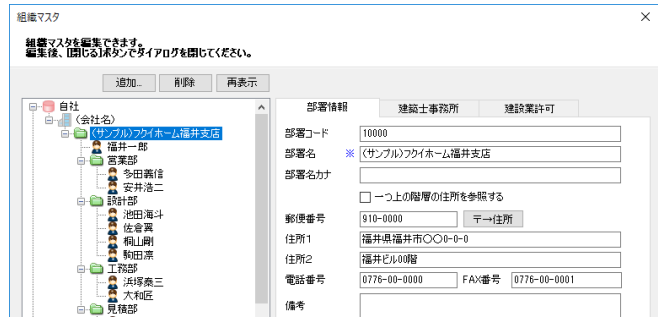 組織マスタ
組織マスタを編集できます。
編集後、[閉じる]ボタンでダイアログを閉じてください。
追加... 削除 再表示
自社
(会社名)
(サンプル)フクイホーム福井支店
福井一郎
営業部
多田義信
安井浩二
設計部
池田海斗
佐倉翼
桐山剛
駒田凛
工務部
浜塚泰三
大和匠
見積部
部署情報 建築士事務所 建設業許可
部署コード 10000
部署名 ※ (サンプル)フクイホーム福井支店
部署名カナ
一つ上の階層の住所を参照する
郵便番号 910-0000 〒→住所
住所1 福井県福井市〇〇0-0-0
住所2 福井ビル00階
電話番号 0776-00-0000 FAX番号 0776-00-0001
備考